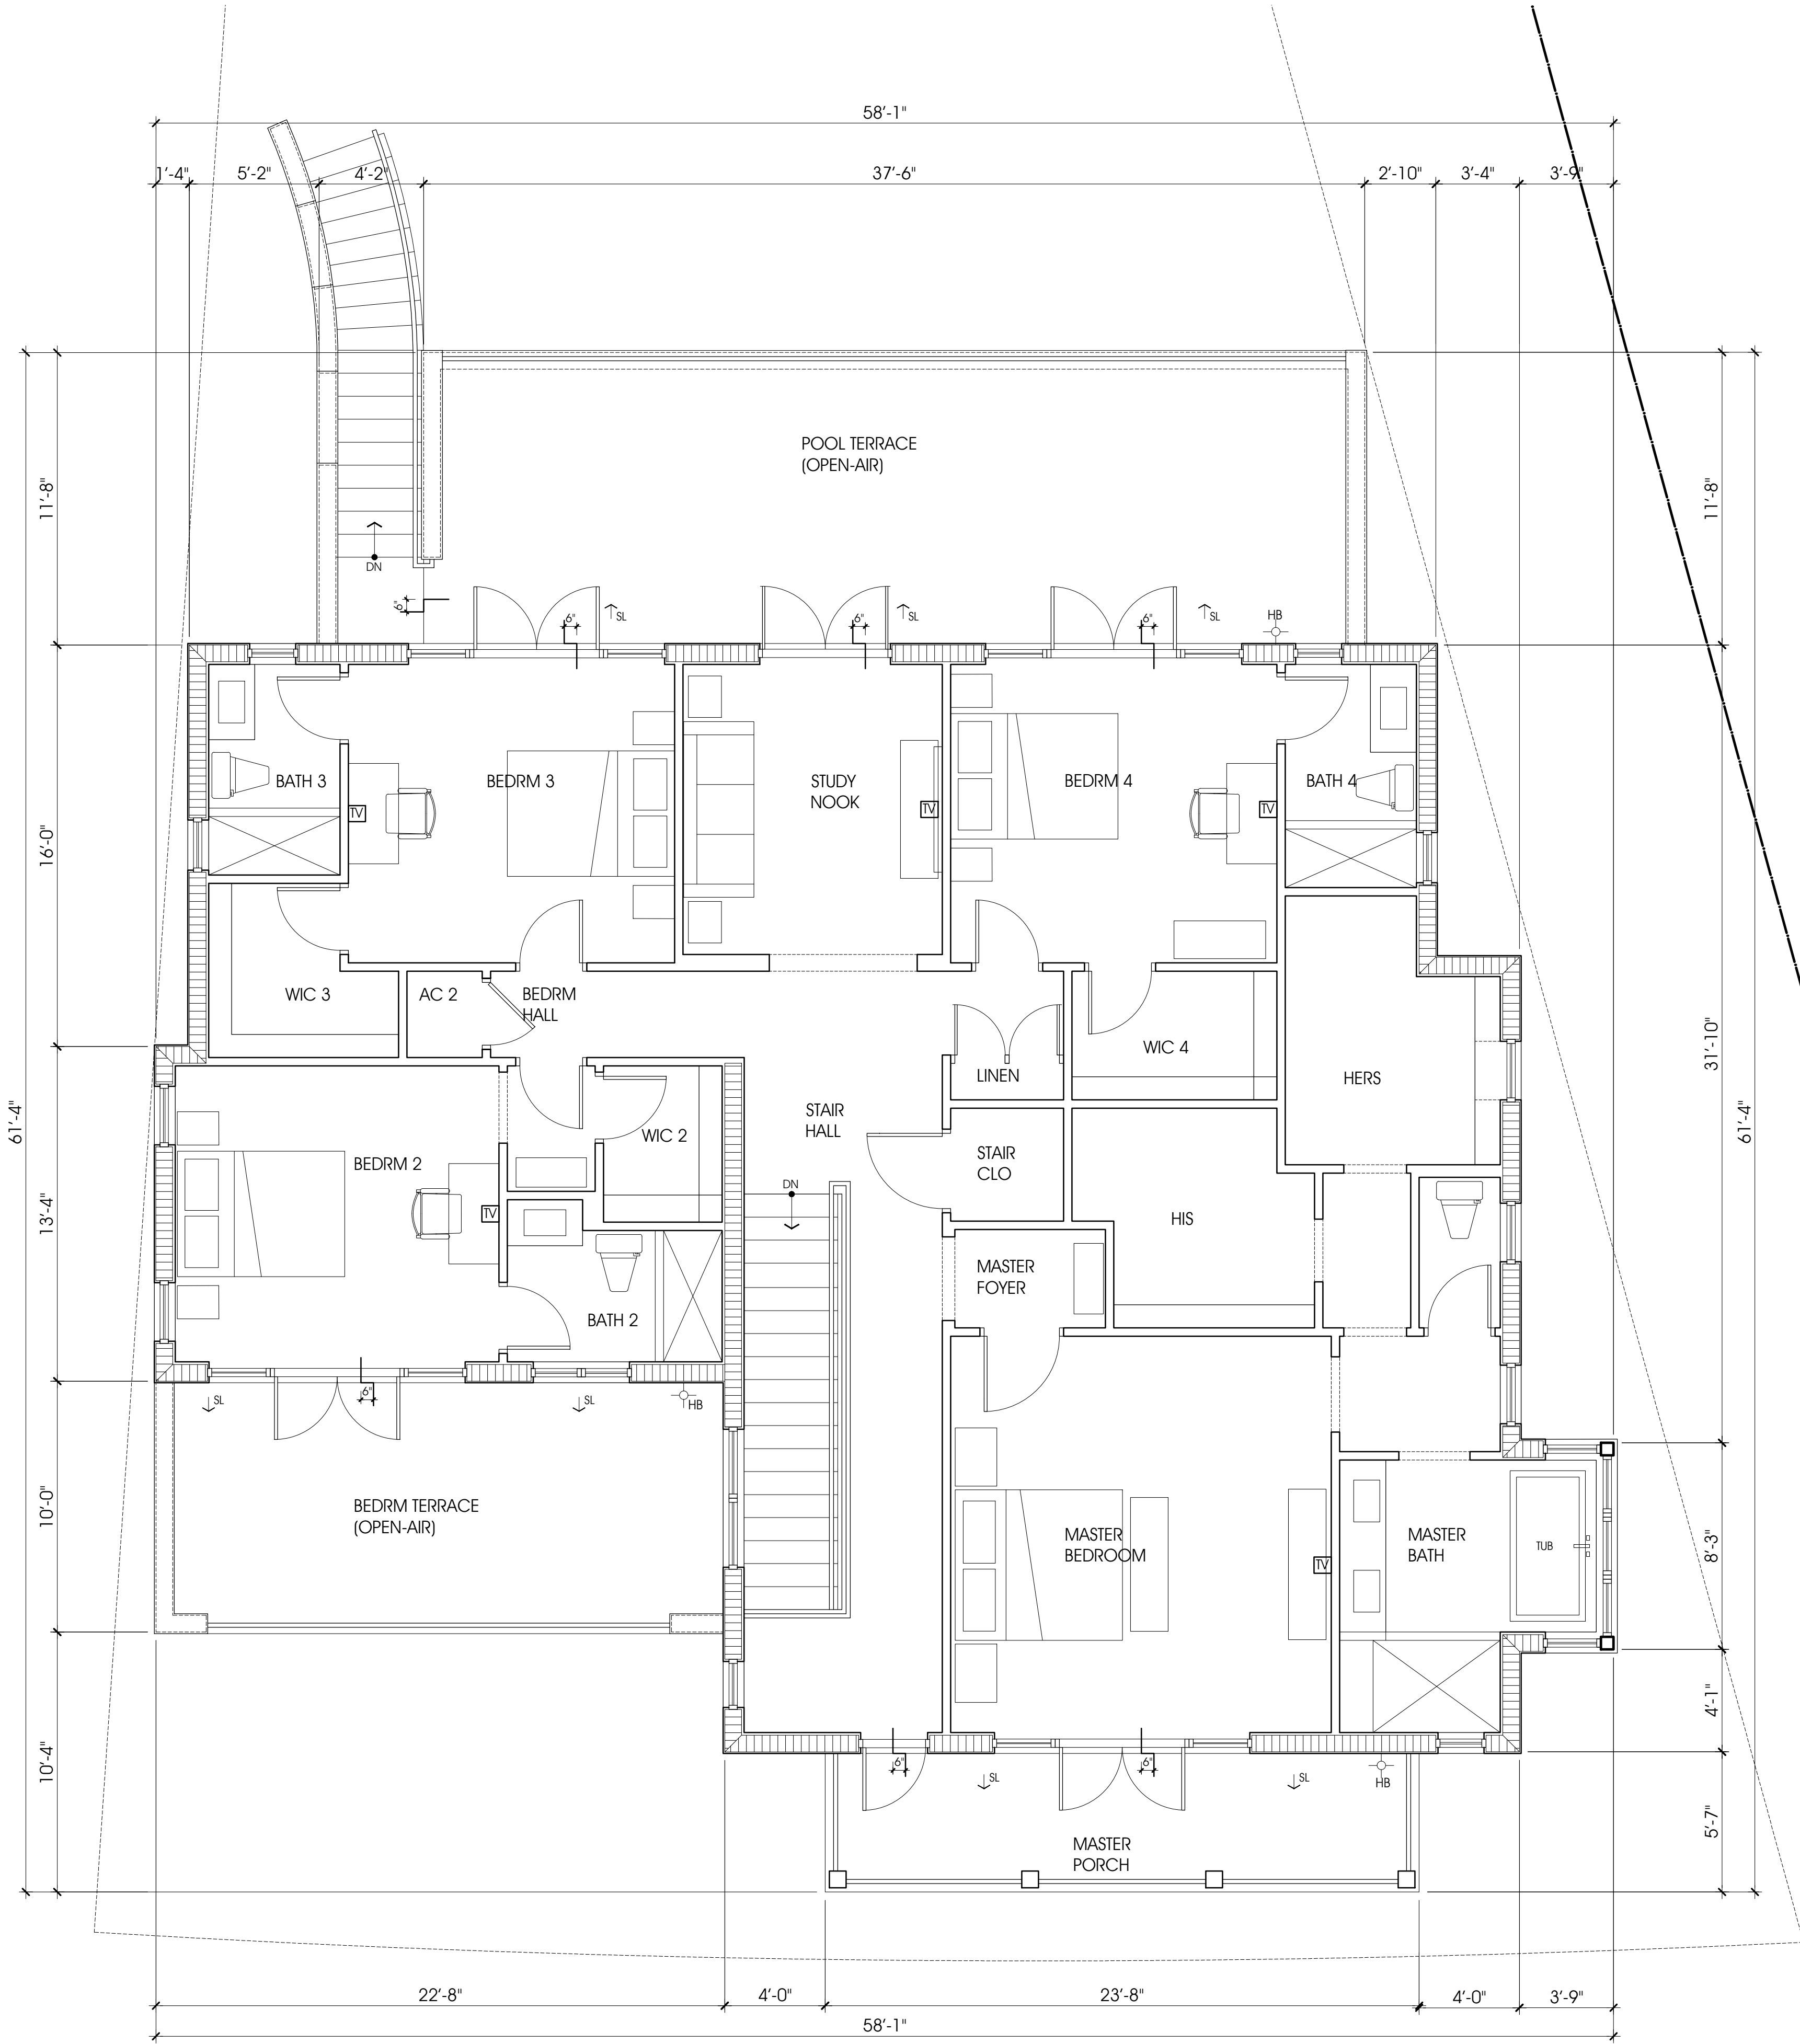 58'-1"
1'-4"
5'-2"
4'-2"
37'-6"
2'-10"
3'-4"
3'-9"
POOL TERRACE
(OPEN-AIR)
11'-8"
11'-8"
DN
6"
6"
SL
6"
SL
6"
SL
HB
BATH 3
BEDRM 3
STUDY
NOOK
BEDRM 4
BATH 4
TV
TV
TV
16'-0"
WIC 3
AC 2
BEDRM
HALL
WIC 4
LINEN
HERS
31'-10"
61'-4"
61'-4"
STAIR
HALL
WIC 2
BEDRM 2
STAIR
CLO
DN
TV
HIS
13'-4"
MASTER
FOYER
BATH 2
SL
6"
SL
HB
BEDRM TERRACE
(OPEN-AIR)
10'-0"
MASTER
BEDROOM
TV
MASTER
BATH
TUB
8'-3"
4'-1"
10'-4"
6"
SL
6"
SL
HB
5'-7"
MASTER
PORCH
22'-8"
4'-0"
23'-8"
4'-0"
3'-9"
58'-1"